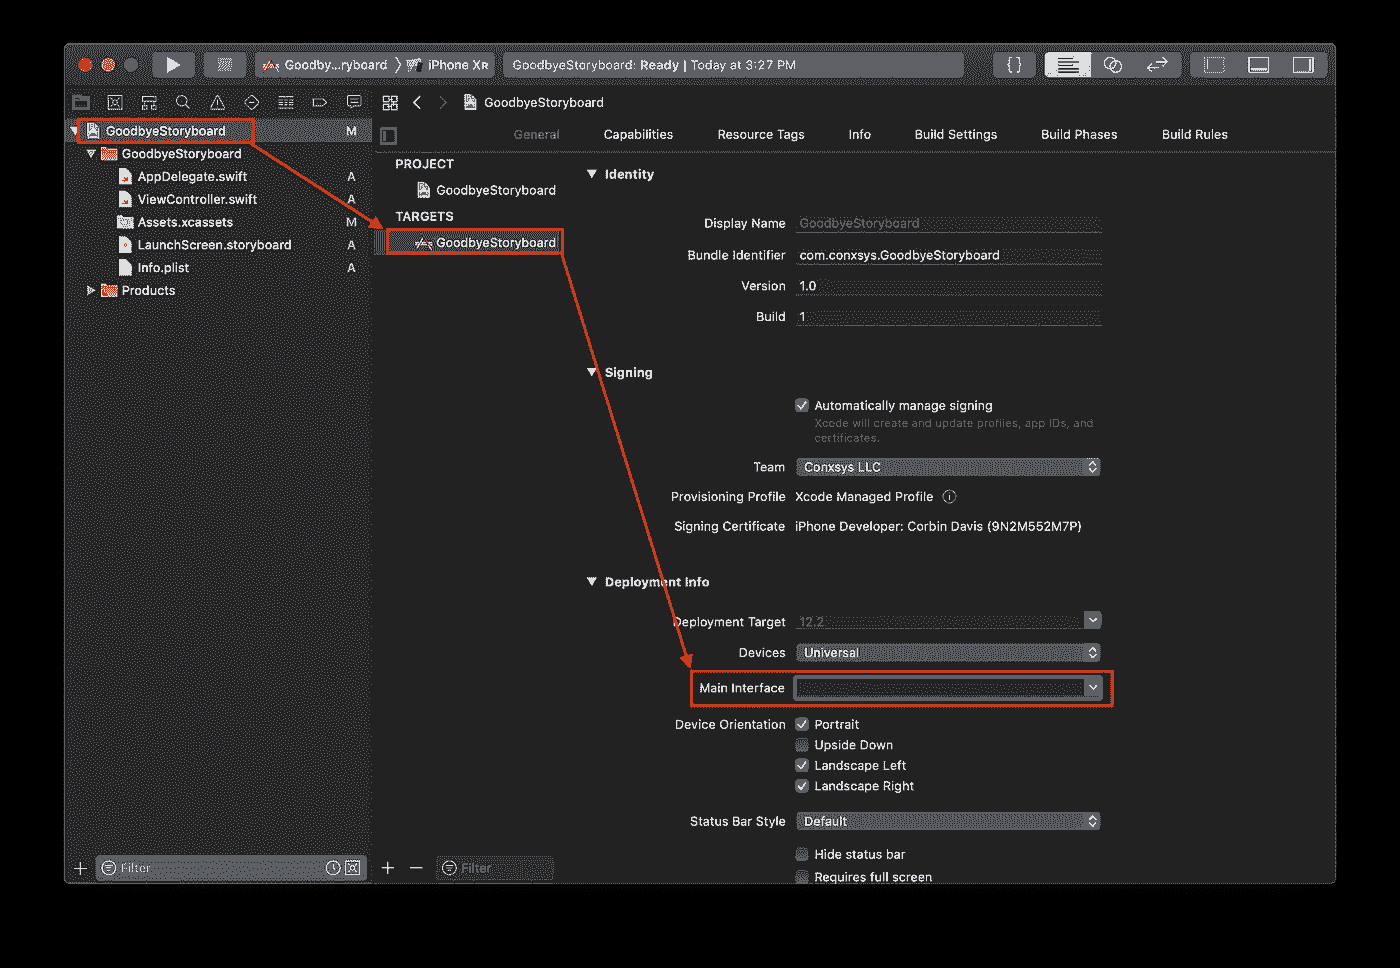 Goodby...ryboard 〉 iPhone XR
GoodbyeStoryboard: Ready | Today at 3:27 PM
{ }
GoodbyeStoryboard
GoodbyeStoryboard M
GoodbyeStoryboard
AppDelegate.swift A
ViewController.swift A
Assets.xcassets M
LaunchScreen.storyboard A
Info.plist A
Products
Filter
General Capabilities Resource Tags Info Build Settings Build Phases Build Rules
PROJECT
GoodbyeStoryboard
TARGETS
GoodbyeStoryboard
Filter
Identity
Display Name GoodbyeStoryboard
Bundle Identifier com.conxsys.GoodbyeStoryboard
Version 1.0
Build 1
Signing
Automatically manage signing
Xcode will create and update profiles, app IDs, and
certificates.
Team Conxsys LLC
Provisioning Profile Xcode Managed Profile
Signing Certificate iPhone Developer: Corbin Davis (9N2M552M7P)
Deployment Info
Deployment Target 12.2
Devices Universal
Main Interface
Device Orientation Portrait
Upside Down
Landscape Left
Landscape Right
Status Bar Style Default
Hide status bar
Requires full screen